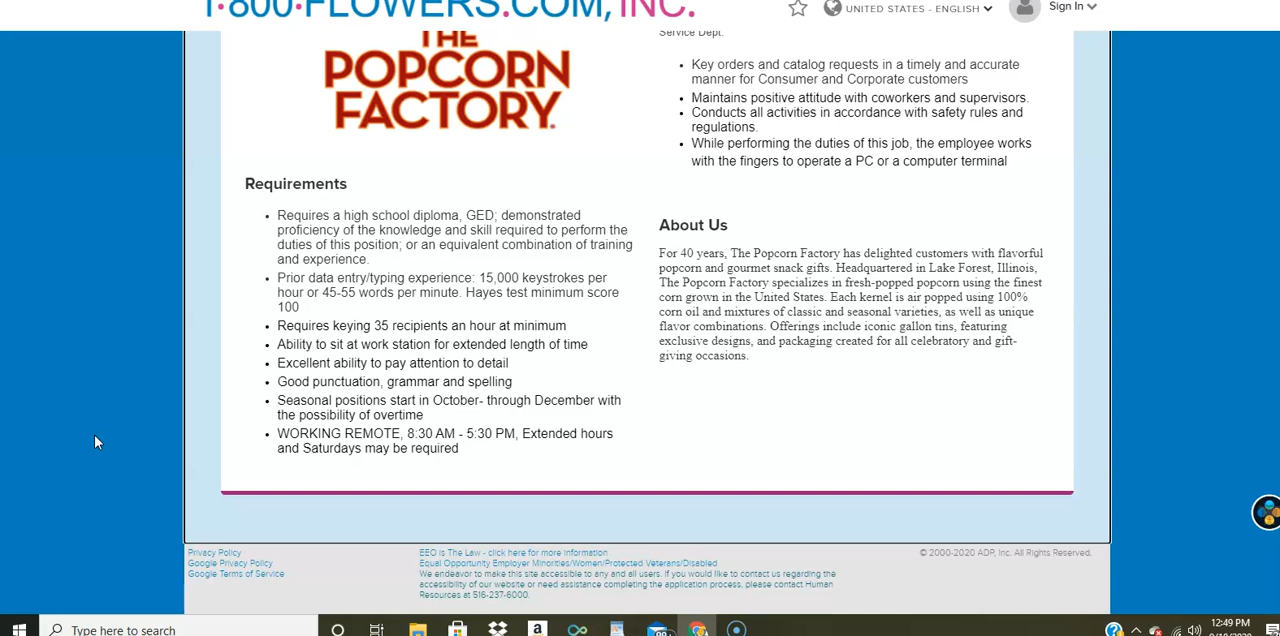 1·800·FLOWERS.COM, INC.
UNITED STATES - ENGLISH
Sign In
THE
POPCORN
FACTORY.
Requirements
• Requires a high school diploma, GED; demonstrated
proficiency of the knowledge and skill required to perform the
duties of this position; or an equivalent combination of training
and experience.
• Prior data entry/typing experience: 15,000 keystrokes per
hour or 45-55 words per minute. Hayes test minimum score
100
• Requires keying 35 recipients an hour at minimum
• Ability to sit at work station for extended length of time
• Excellent ability to pay attention to detail
• Good punctuation, grammar and spelling
• Seasonal positions start in October- through December with
the possibility of overtime
• WORKING REMOTE, 8:30 AM - 5:30 PM, Extended hours
and Saturdays may be required
Service Dept.
• Key orders and catalog requests in a timely and accurate
manner for Consumer and Corporate customers
• Maintains positive attitude with coworkers and supervisors.
• Conducts all activities in accordance with safety rules and
regulations.
• While performing the duties of this job, the employee works
with the fingers to operate a PC or a computer terminal
About Us
For 40 years, The Popcorn Factory has delighted customers with flavorful
popcorn and gourmet snack gifts. Headquartered in Lake Forest, Illinois,
The Popcorn Factory specializes in fresh-popped popcorn using the finest
corn grown in the United States. Each kernel is air popped using 100%
corn oil and mixtures of classic and seasonal varieties, as well as unique
flavor combinations. Offerings include iconic gallon tins, featuring
exclusive designs, and packaging created for all celebratory and gift-
giving occasions.
Privacy Policy
Google Privacy Policy
Google Terms of Service
EEO is The Law - click here for more information
Equal Opportunity Employer Minorities/Women/Protected Veterans/Disabled
We endeavor to make this site accessible to any and all users. If you would like to contact us regarding the
accessibility of our website or need assistance completing the application process, please contact Human
Resources at 516-237-6000.
© 2000-2020 ADP, Inc. All Rights Reserved.
Type here to search
a
12:49 PM